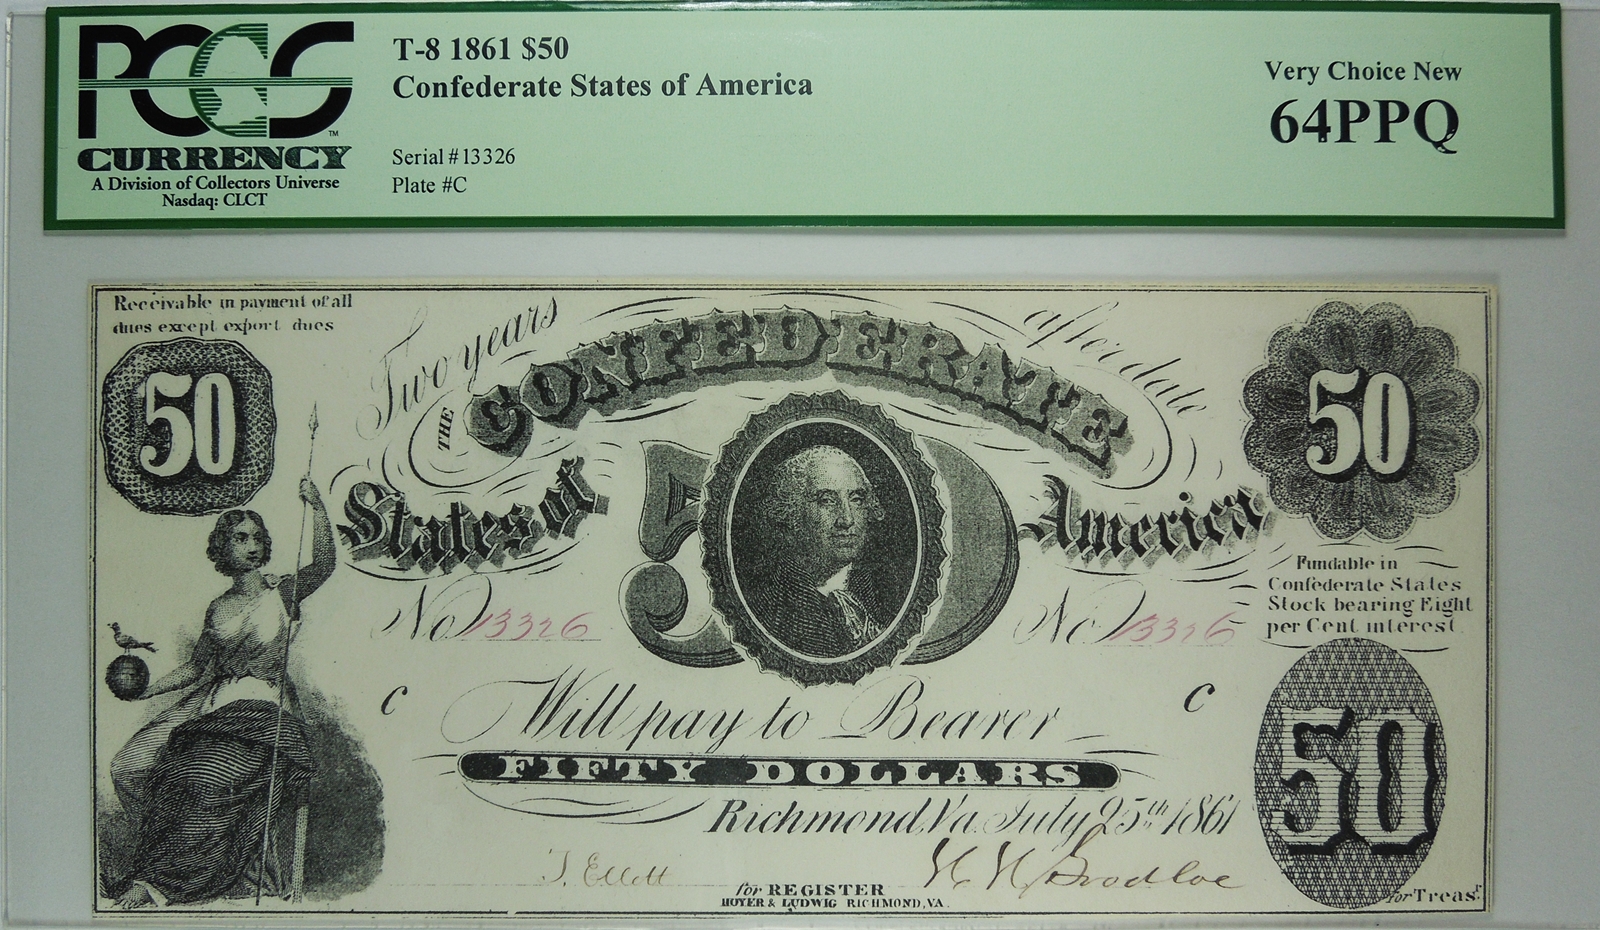 PCGS™
CURRENCY
A Division of Collectors Universe
Nasdaq: CLCT
T-8 1861 $50
Confederate States of America
Serial #13326
Plate #C
Very Choice New
64PPQ
Receivable in payment of all
dues except export dues
50
Two years after date
50
THE CONFEDERATE
States of America
50
No 13326
No 13326
Fundable in
Confederate States
Stock bearing Eight
per Cent interest
C
C
Will pay to Bearer
FIFTY DOLLARS
50
Richmond, Va. July 25th 1861
for REGISTER
for Treasr
HOYER & LUDWIG RICHMOND, VA.